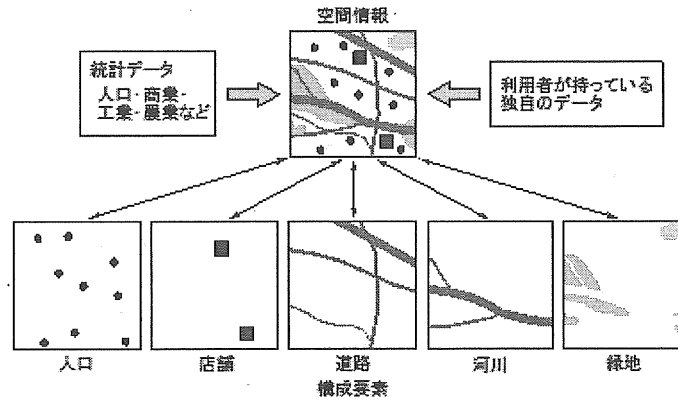 空間情報
統計データ
人口・商業・
工業・農業など
利用者が持っている
独自のデータ
人口
店舗
道路
河川
緑地
構成要素